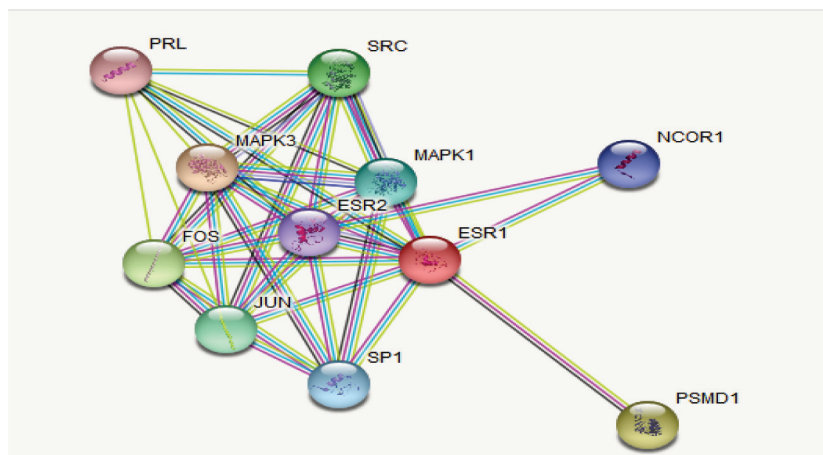 PRL
SRC
MAPK3
MAPK1
NCOR1
ESR2
FOS
ESR1
JUN
SP1
PSMD1